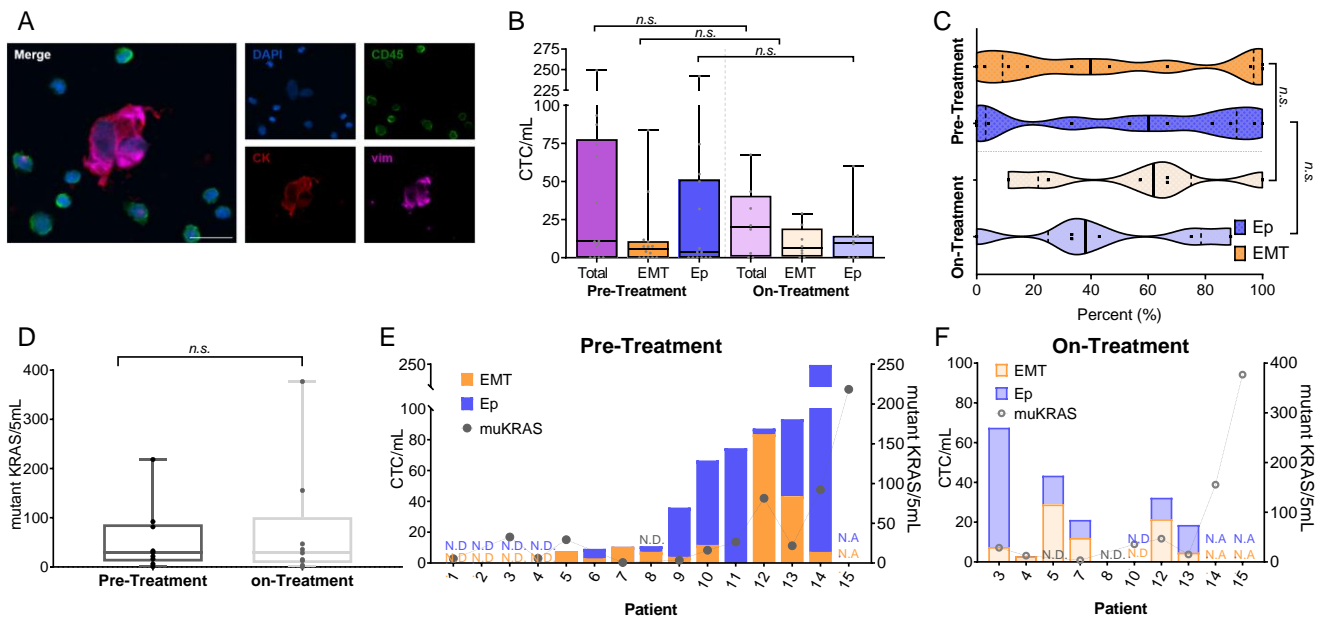 A
Merge
DAPI
CD45
CK
vim
B
n.s.
n.s.
n.s.
CTC/mL
275
250
100
75
50
25
0
Total
EMT
Ep
Total
EMT
Ep
Pre-Treatment
On-Treatment
C
Pre-Treatment
On-Treatment
n.s.
n.s.
Ep
EMT
0
20
40
60
80
100
Percent (%)
D
n.s.
mutant KRAS/5mL
400
300
200
100
0
Pre-Treatment
on-Treatment
E
Pre-Treatment
CTC/mL
250
100
80
60
40
20
0
EMT
Ep
muKRAS
N.D
N.D
N.D
N.D
N.D.
N.A
N.D
N.D
N.D
N.D
N.A
mutant KRAS/5mL
250
200
150
100
50
0
1
2
3
4
5
6
7
8
9
10
11
12
13
14
15
Patient
F
On-Treatment
CTC/mL
100
80
60
40
20
0
EMT
Ep
muKRAS
N.D.
N.D.
N.D
N.D
N.A
N.A
N.A
N.A
mutant KRAS/5mL
400
300
200
100
0
3
4
5
7
8
10
12
13
14
15
Patient